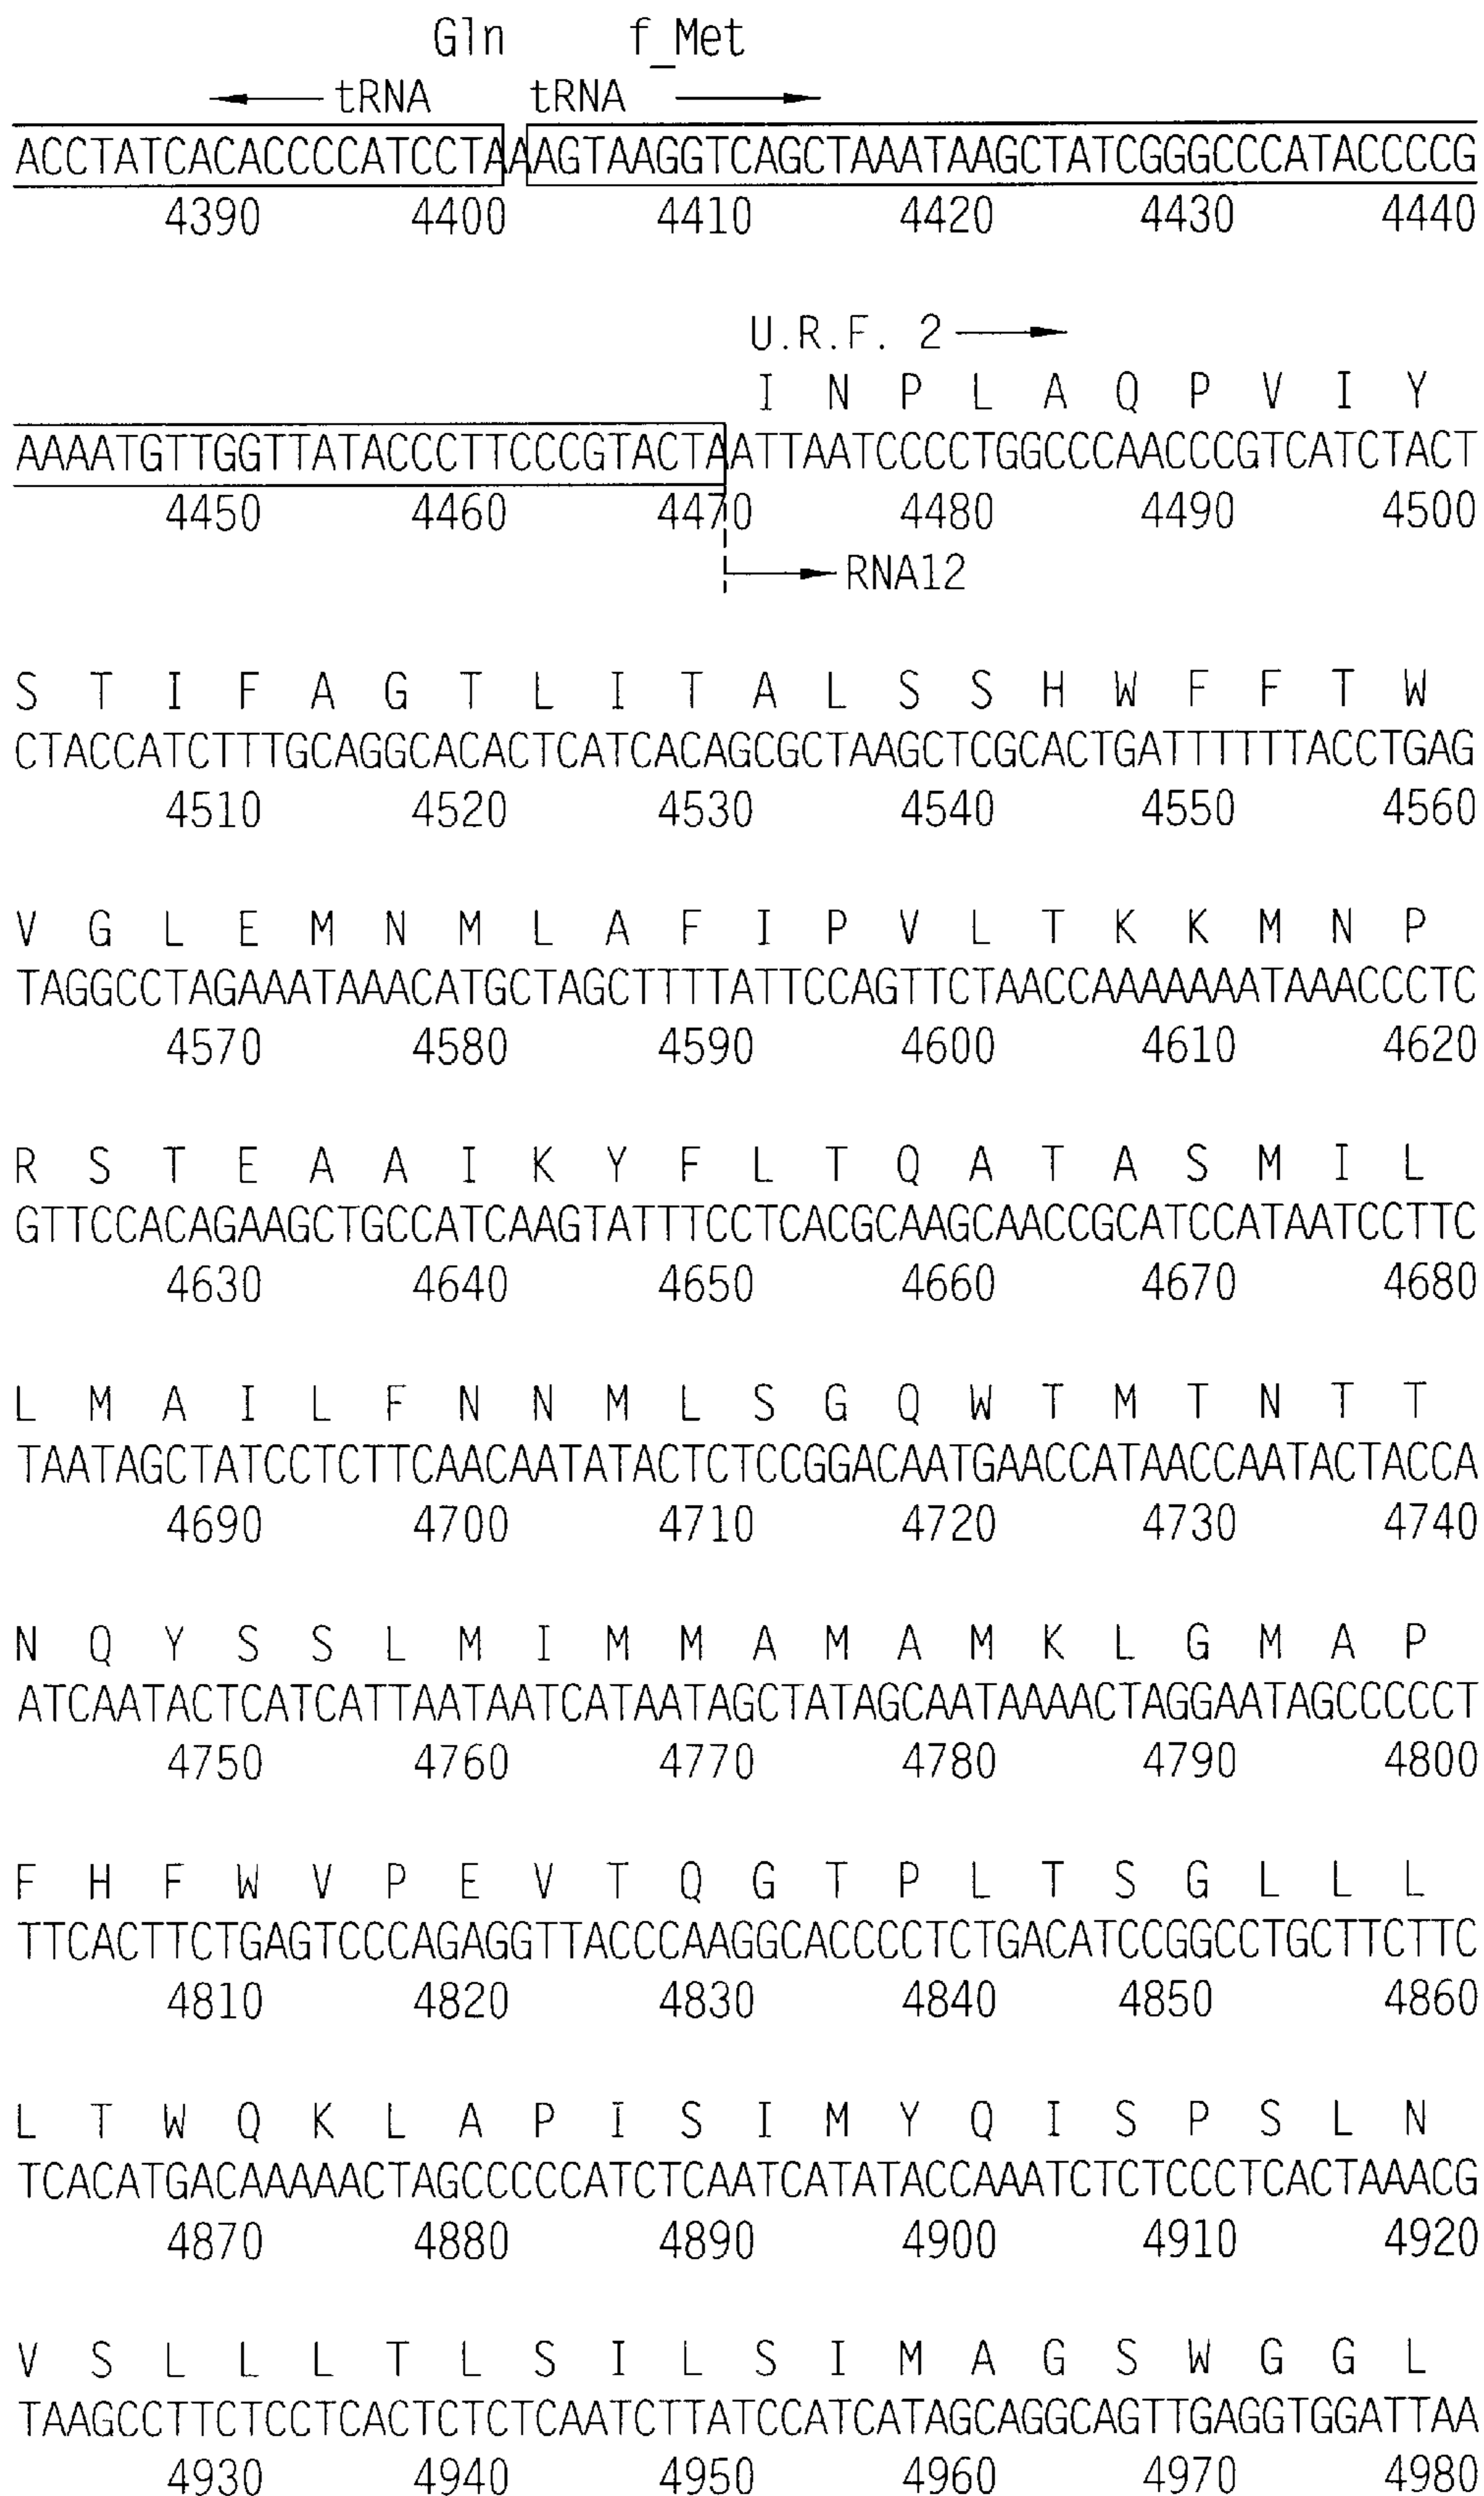 Gln f_Met
tRNA tRNA
ACCTATCACACCCCATCCTAAAGTAAGGTCAGCTAAATAAGCTATCGGGCCCATACCCCG
4390 4400 4410 4420 4430 4440
U.R.F. 2
I N P L A Q P V I Y
AAAATGTTGGTTATACCCTTCCCGTACTAATTAATCCCCTGGCCCAACCCGTCATCTACT
4450 4460 4470 4480 4490 4500
RNA12
S T I F A G T L I T A L S S H W F F T W
CTACCATCTTTGCAGGCACACTCATCACAGCGCTAAGCTCGCACTGATTTTTTACCTGAG
4510 4520 4530 4540 4550 4560
V G L E M N M L A F I P V L T K K M N P
TAGGCCTAGAAATAAACATGCTAGCTTTTATTCCAGTTCTAACCAAAAAAATAAACCCTC
4570 4580 4590 4600 4610 4620
R S T E A A I K Y F L T Q A T A S M I L
GTTCCACAGAAGCTGCCATCAAGTATTTCCTCACGCAAGCAACCGCATCCATAATCCTTC
4630 4640 4650 4660 4670 4680
L M A I L F N N M L S G Q W T M T N T T
TAATAGCTATCCTCTTCAACAATATACTCTCCGGACAATGAACCATAACCAATACTACCA
4690 4700 4710 4720 4730 4740
N Q Y S S L M I M M A M A M K L G M A P
ATCAATACTCATCATTAATAATCATAATAGCTATAGCAATAAAACTAGGAATAGCCCCCT
4750 4760 4770 4780 4790 4800
F H F W V P E V T Q G T P L T S G L L L
TTCACTTCTGAGTCCCAGAGGTTACCCAAGGCACCCCTCTGACATCCGGCCTGCTTCTTC
4810 4820 4830 4840 4850 4860
L T W Q K L A P I S I M Y Q I S P S L N
TCACATGACAAAAACTAGCCCCCATCTCAATCATATACCAAATCTCTCCCTCACTAAACG
4870 4880 4890 4900 4910 4920
V S L L L T L S I L S I M A G S W G G L
TAAGCCTTCTCCTCACTCTCTCAATCTTATCCATCATAGCAGGCAGTTGAGGTGGATTAA
4930 4940 4950 4960 4970 4980